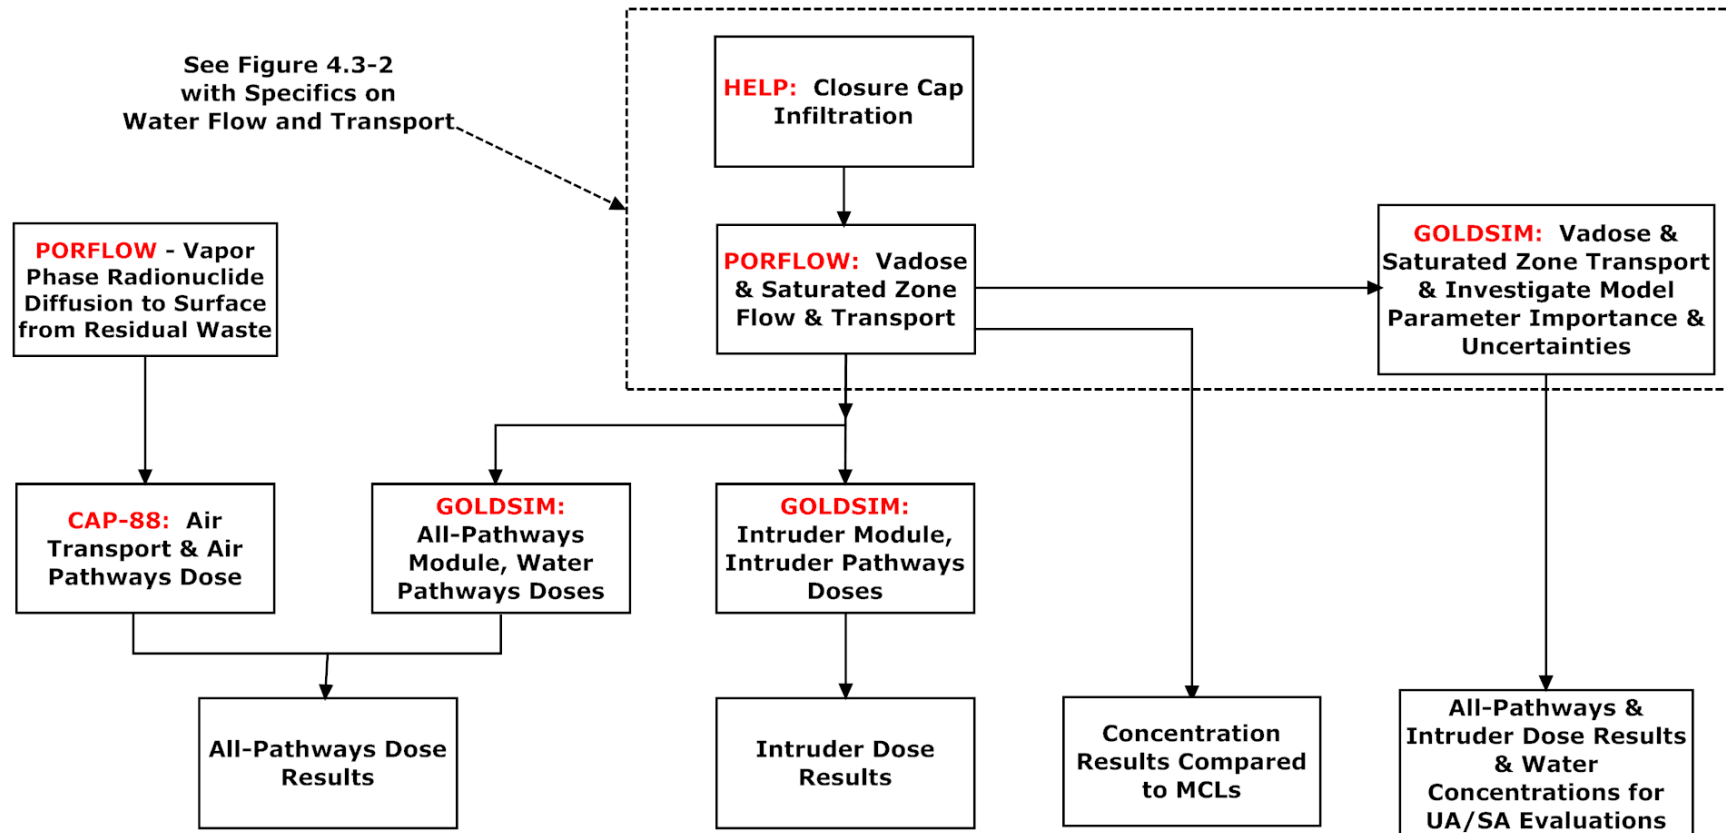 See Figure 4.3-2
with Specifics on
Water Flow and Transport
HELP: Closure Cap
Infiltration
PORFLOW - Vapor
Phase Radionuclide
Diffusion to Surface
from Residual Waste
PORFLOW: Vadose
& Saturated Zone
Flow & Transport
GOLDSIM: Vadose &
Saturated Zone Transport
& Investigate Model
Parameter Importance &
Uncertainties
CAP-88: Air
Transport & Air
Pathways Dose
GOLDSIM:
All-Pathways
Module, Water
Pathways Doses
GOLDSIM:
Intruder Module,
Intruder Pathways
Doses
All-Pathways Dose
Results
Intruder Dose
Results
Concentration
Results Compared
to MCLs
All-Pathways &
Intruder Dose Results
& Water
Concentrations for
UA/SA Evaluations